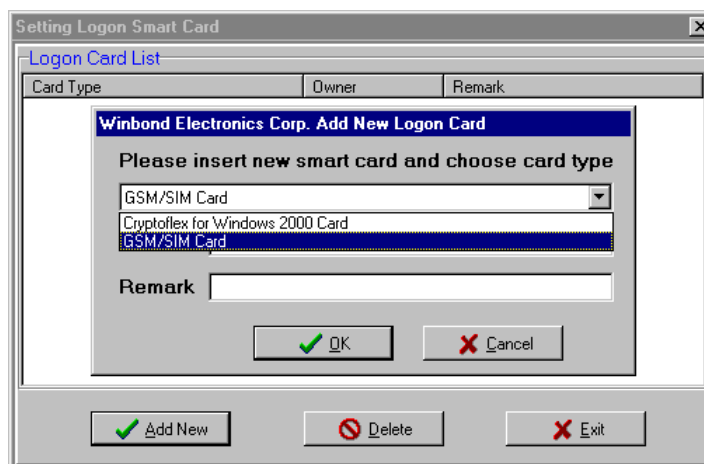 Setting Logon Smart Card
Logon Card List
Card Type Owner Remark
Winbond Electronics Corp. Add New Logon Card
Please insert new smart card and choose card type
GSM/SIM Card
Cryptoflex for Windows 2000 Card
GSM/SIM Card
Remark
OK Cancel
Add New Delete Exit